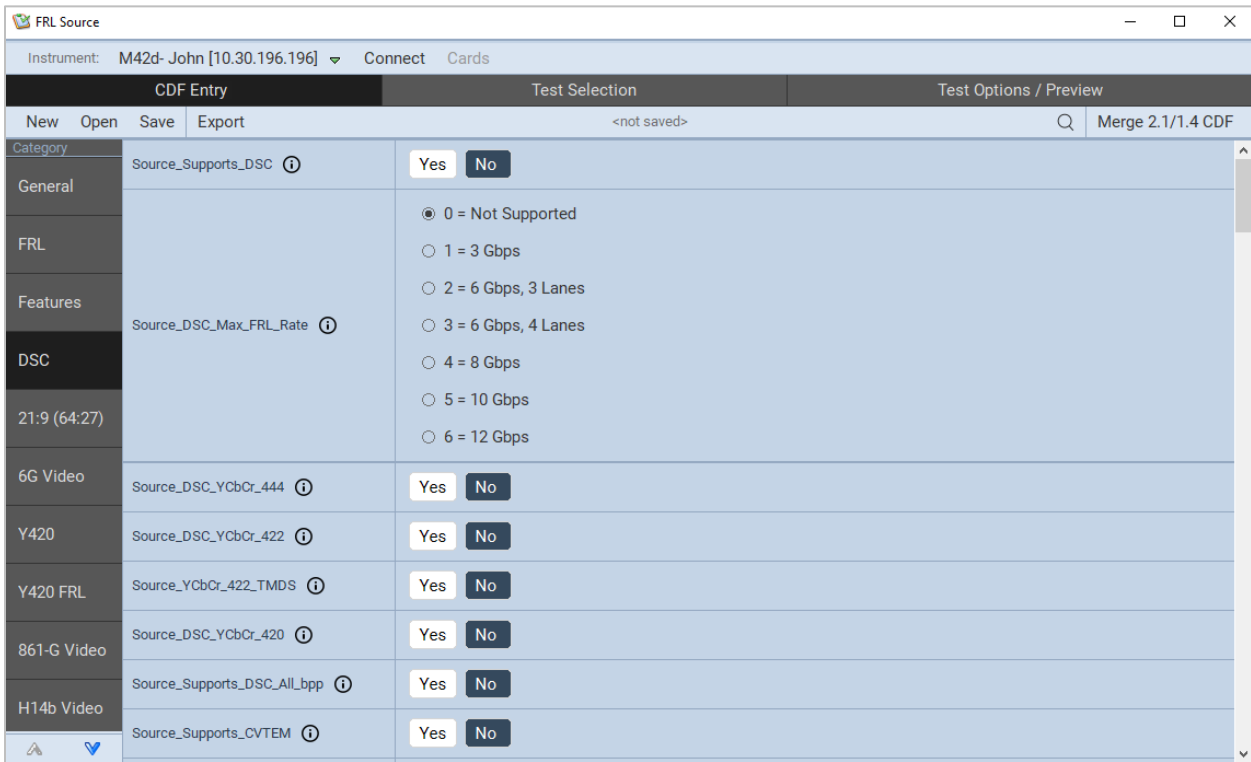 FRL Source
Instrument: M42d- John [10.30.196.196] Connect Cards
CDF Entry Test Selection Test Options / Preview
New Open Save Export <not saved> Merge 2.1/1.4 CDF
Category
General
FRL
Features
DSC
21:9 (64:27)
6G Video
Y420
Y420 FRL
861-G Video
H14b Video
Source_Supports_DSC Yes No
Source_DSC_Max_FRL_Rate
0 = Not Supported
1 = 3 Gbps
2 = 6 Gbps, 3 Lanes
3 = 6 Gbps, 4 Lanes
4 = 8 Gbps
5 = 10 Gbps
6 = 12 Gbps
Source_DSC_YCbCr_444 Yes No
Source_DSC_YCbCr_422 Yes No
Source_YCbCr_422_TMDS Yes No
Source_DSC_YCbCr_420 Yes No
Source_Supports_DSC_All_bpp Yes No
Source_Supports_CVTEM Yes No